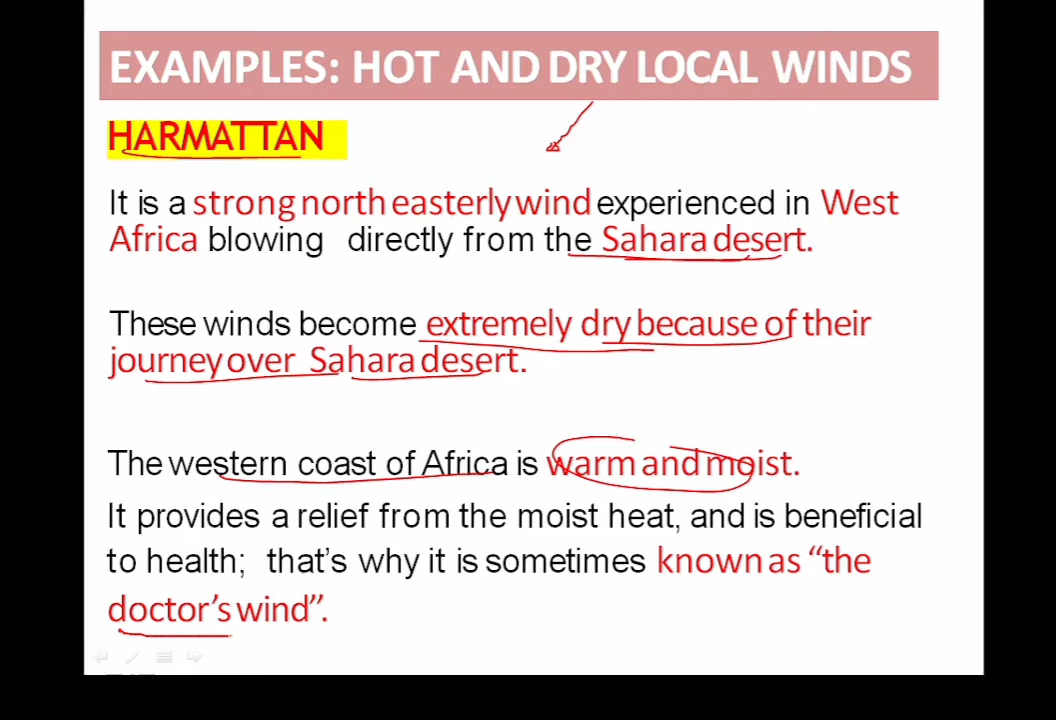 EXAMPLES: HOT AND DRY LOCAL WINDS
HARMATTAN
It is a strong north easterly wind experienced in West
Africa blowing directly from the Sahara desert.
These winds become extremely dry because of their
journey over Sahara desert.
The western coast of Africa is warm and moist.
It provides a relief from the moist heat, and is beneficial
to health; that's why it is sometimes known as “the
doctor's wind”.